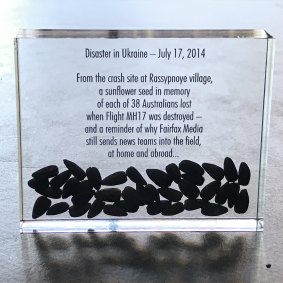 Disaster in Ukraine – July 17, 2014
From the crash site at Rassypnoye village,
a sunflower seed in memory
of each of 38 Australians lost
when Flight MH17 was destroyed –
and a reminder of why Fairfax Media
still sends news teams into the field,
at home and abroad...